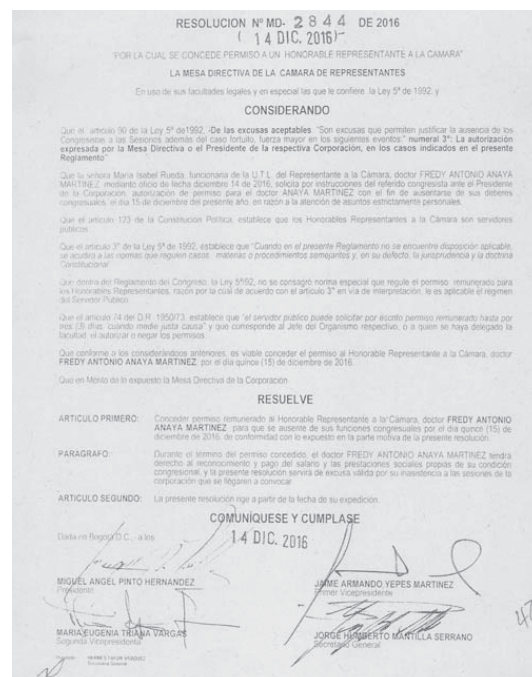 RESOLUCION Nº MD- 2844 DE 2016
( 14 DIC. 2016)
"POR LA CUAL SE CONCEDE PERMISO A UN HONORABLE REPRESENTANTE A LA CAMARA"
LA MESA DIRECTIVA DE LA CAMARA DE REPRESENTANTES
En uso de sus facultades legales y en especial las que le confiere la Ley 5ª de 1992, y
CONSIDERANDO
Que el artículo 90 de la Ley 5ª de1992, -De las excusas aceptables. "Son excusas que permiten justificar la ausencia de los
Congresistas a las Sesiones además del caso fortuito, fuerza mayor en los siguientes eventos:" numeral 3º: La autorización
expresada por la Mesa Directiva o el Presidente de la respectiva Corporación, en los casos indicados en el presente
Reglamento"
Que la señora Maria Isabel Rueda, funcionaria de la U.T.L. del Representante a la Cámara, doctor FREDY ANTONIO ANAYA
MARTINEZ, mediante oficio de fecha diciembre 14 de 2016, solicita por instrucciones del referido congresista ante el Presidente
de la Corporación, autorización de permiso para el doctor ANAYA MARTINEZ con el fin de ausentarse de sus deberes
congresuales, el día 15 de diciembre del presente año, en razón a la atención de asuntos estrictamente personales.
Que el artículo 123 de la Constitución Política, establece que los Honorables Representantes a la Cámara son servidores
públicos.
Que el artículo 3º de la Ley 5ª de 1992, establece que "Cuando en el presente Reglamento no se encuentre disposición aplicable,
se acudirá a las normas que regulen casos, materias o procedimientos semejantes y, en su defecto, la jurisprudencia y la doctrina
Constitucional"
Que dentro del Reglamento del Congreso, la Ley 5ª/92, no se consagró norma especial que regule el permiso remunerado para
los Honorables Representantes, razón por la cual de acuerdo con el artículo 3º en vía de interpretación, le es aplicable el régimen
del Servidor Público
Que el artículo 74 del D.R. 1950/73, establece que "el servidor público puede solicitar por escrito permiso remunerado hasta por
tres (3) días, cuando medie justa causa" y que corresponde al Jefe del Organismo respectivo, o a quien se haya delegado la
facultad, el autorizar o negar los permisos
Que conforme a los considerandos anteriores, es viable conceder el permiso al Honorable Representante a la Cámara, doctor
FREDY ANTONIO ANAYA MARTINEZ, por el día quince (15) de diciembre de 2016.
Que en Mérito de lo expuesto la Mesa Directiva de la Corporación
RESUELVE
ARTICULO PRIMERO: Conceder permiso remunerado al Honorable Representante a la Cámara, doctor FREDY ANTONIO
ANAYA MARTINEZ, para que se ausente de sus funciones congresuales por el día quince (15) de
diciembre de 2016, de conformidad con lo expuesto en la parte motiva de la presente resolución.
PARAGRAFO: Durante el término del permiso concedido, el doctor FREDY ANTONIO ANAYA MARTINEZ tendrá
derecho al reconocimiento y pago del salario y las prestaciones sociales propias de su condición
congresional, y la presente resolución servirá de excusa válida por su inasistencia a las sesiones de la
corporación que se llegaren a convocar.
ARTICULO SEGUNDO: La presente resolución rige a partir de la fecha de su expedición.
COMUNÍQUESE Y CUMPLASE
Dada en Bogotá D.C., a los 14 DIC. 2016
MIGUEL ANGEL PINTO HERNANDEZ
Presidente
JAIME ARMANDO YEPES MARTINEZ
Primer Vicepresidente
MARIA EUGENIA TRIANA VARGAS
Segunda Vicepresidenta
JORGE HUMBERTO MANTILLA SERRANO
Secretario General